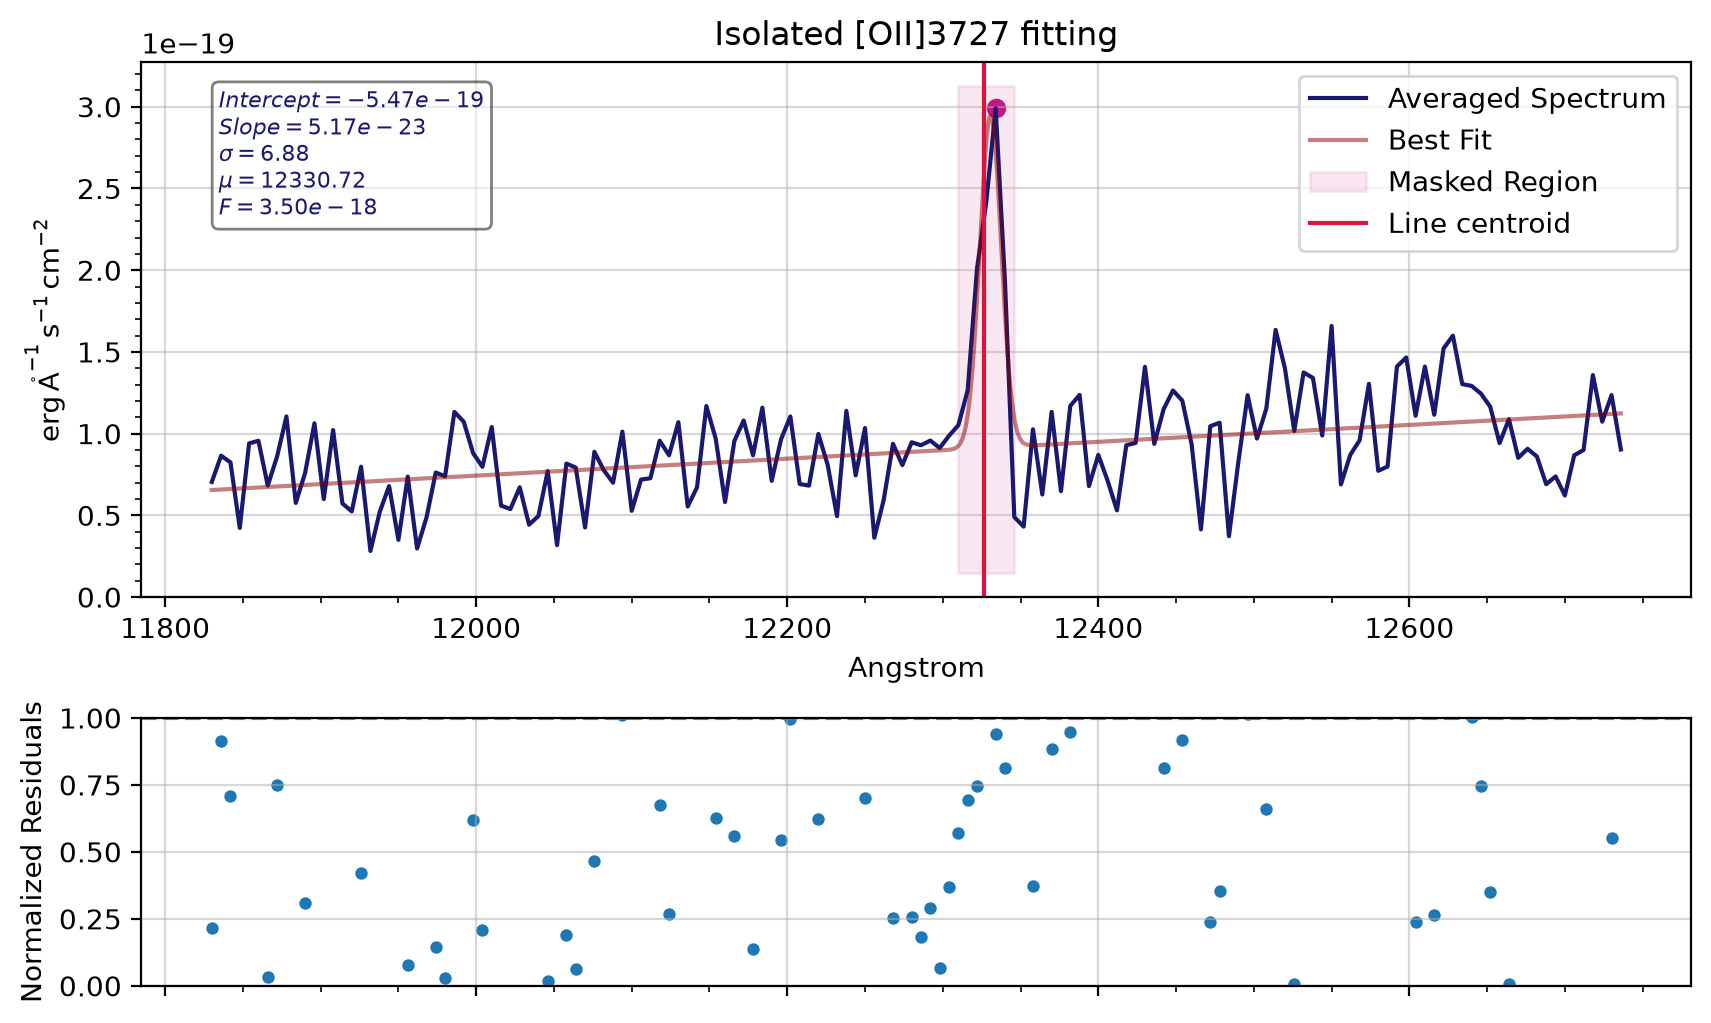 Isolated [OII]3727 fitting
1e−19
Intercept = −5.47e − 19
Slope = 5.17e − 23
σ = 6.88
μ = 12330.72
F = 3.50e − 18
Averaged Spectrum
Best Fit
Masked Region
Line centroid
erg Å⁻¹ s⁻¹ cm⁻²
3.0
2.5
2.0
1.5
1.0
0.5
0.0
11800 12000 12200 12400 12600
Angstrom
Normalized Residuals
1.00
0.75
0.50
0.25
0.00